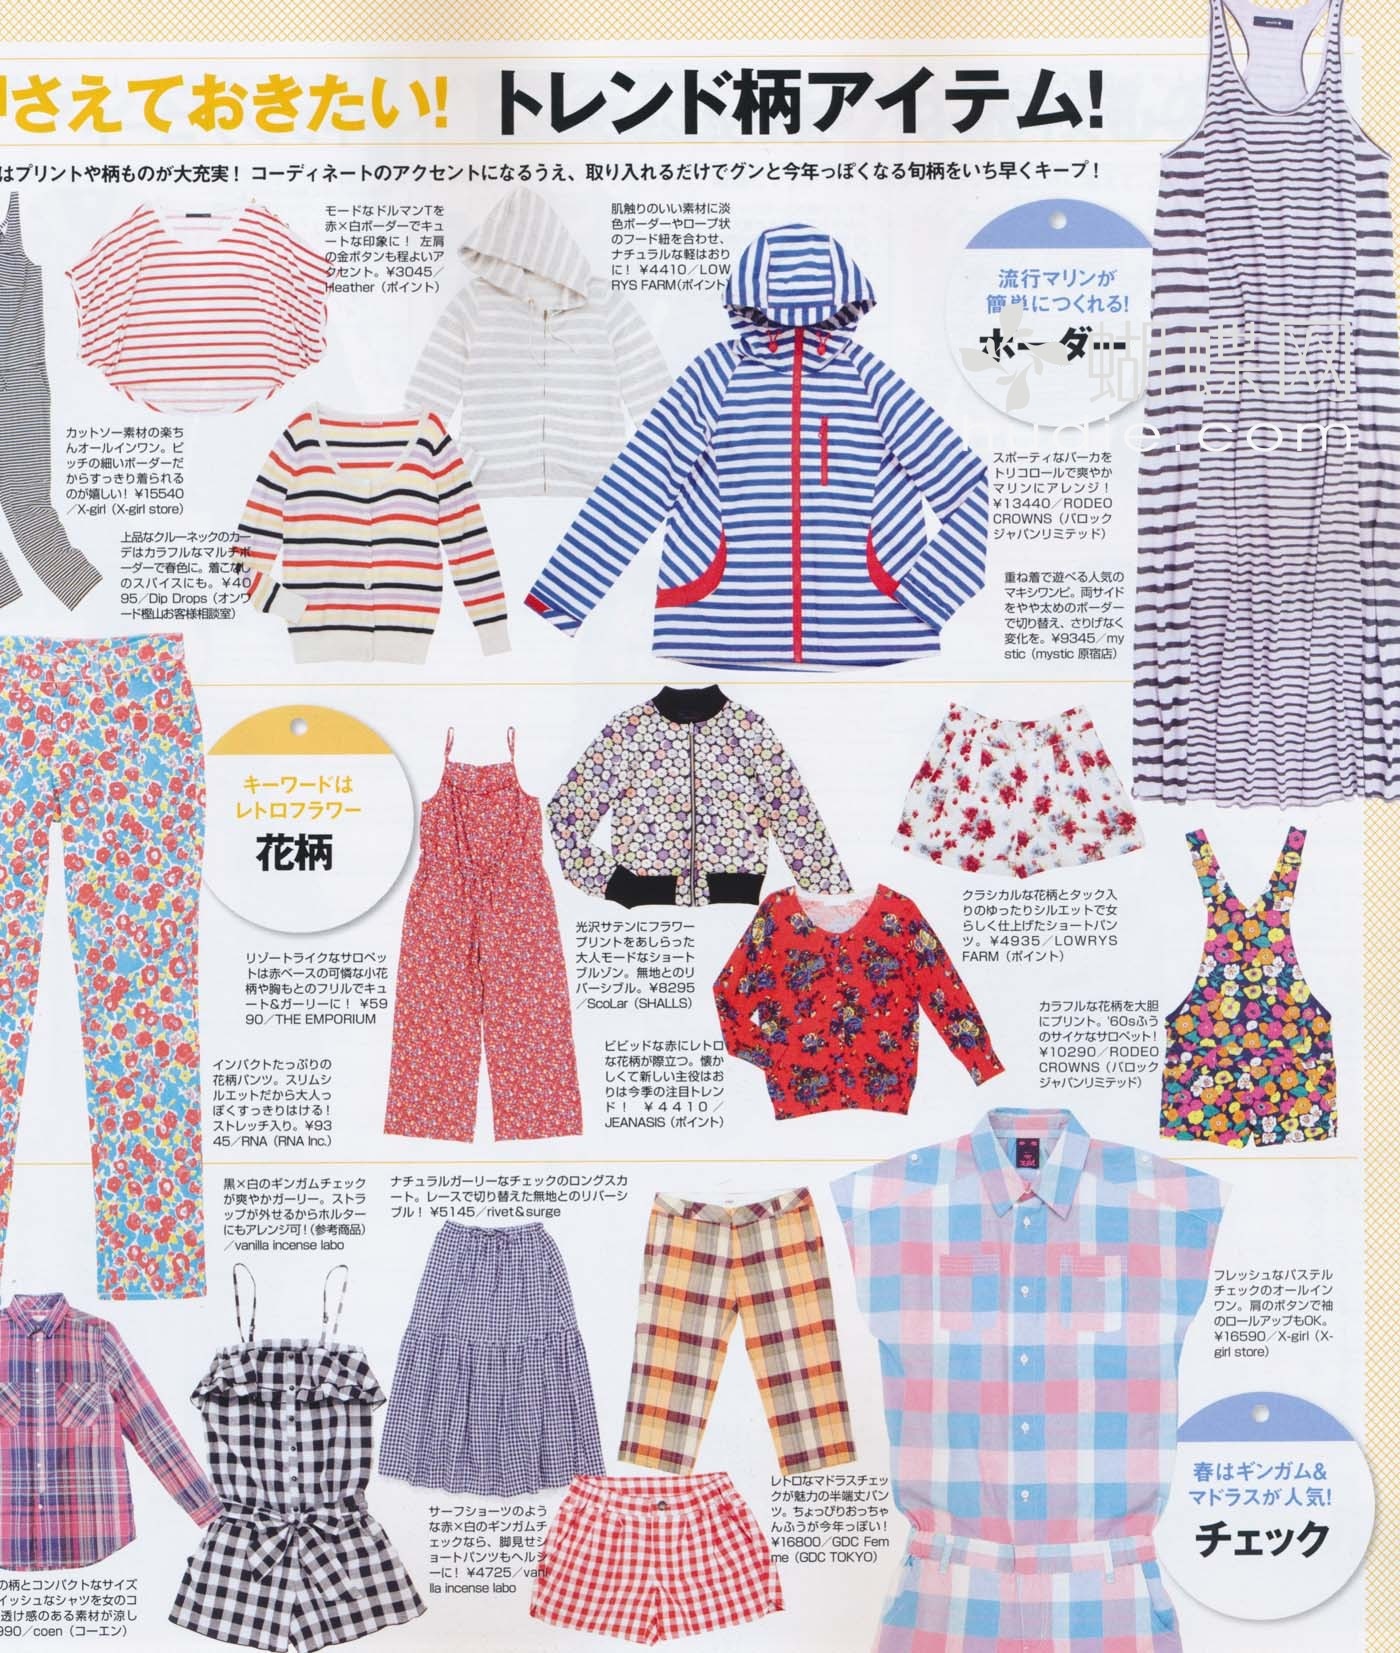 さえておきたい! トレンド柄アイテム!
はプリントや柄ものが大充実！ コーディネートのアクセントになるうえ、取り入れるだけでグンと今年っぽくなる旬柄をいち早くキープ！
モードなドルマンTを
赤×白ボーダーでキュ
ートな印象に！ 左肩
の金ボタンも程よいア
クセント。¥3045／
Heather（ポイント）
肌触りのいい素材に淡
色ボーダーやロープ状
のフード紐を合わせ、
ナチュラルな軽はおり
に！ ¥4410／LOW
RYS FARM（ポイント）
流行マリンが
簡単につくれる!
ボーダー
蝴蝶网
hudie.com
カットソー素材の楽ち
んオールインワン。ピ
ッチの細いボーダーだ
からすっきり着られる
のが嬉しい！ ¥15540
／X-girl（X-girl store）
上品なクルーネックのカー
デはカラフルなマルチボ
ーダーで春色に。着こなし
のスパイスにも。¥40
95／Dip Drops（オンワ
ード樫山お客様相談室）
スポーティなパーカを
トリコロールで爽やか
マリンにアレンジ！
¥13440／RODEO
CROWNS（バロック
ジャパンリミテッド）
重ね着で遊べる人気の
マキシワンピ。両サイド
をやや太めのボーダー
で切り替え、さりげなく
変化を。¥9345／my
stic（mystic 原宿店）
キーワードは
レトロフラワー
花柄
リゾートライクなサロペッ
トは赤ベースの可憐な小花
柄や胸もとのフリルでキュ
ート&ガーリーに！ ¥59
90／THE EMPORIUM
インパクトたっぷりの
花柄パンツ。スリムシ
ルエットだから大人っ
ぽくすっきりはける！
ストレッチ入り。¥93
45／RNA（RNA Inc.）
光沢サテンにフラワー
プリントをあしらった
大人モードなショート
ブルゾン。無地とのリ
バーシブル。¥8295
／ScoLar（SHALLS）
ビビッドな赤にレトロ
な花柄が際立つ。懐か
しくて新しい主役はお
りは今季の注目トレン
ド！ ¥4410／
JEANASIS（ポイント）
クラシカルな花柄とタック入
りのゆったりシルエットで女
らしく仕上げたショートパン
ツ。¥4935／LOWRYS
FARM（ポイント）
カラフルな花柄を大胆
にプリント。'60sふう
のサイケなサロペット！
¥10290／RODEO
CROWNS（バロック
ジャパンリミテッド）
黒×白のギンガムチェック
が爽やかガーリー。ストラ
ップが外せるからホルター
にもアレンジ可！（参考商品）
／vanilla incense labo
ナチュラルガーリーなチェックのロングスカ
ート。レースで切り替えた無地とのリバーシ
ブル！ ¥5145／rivet＆surge
フレッシュなパステル
チェックのオールイン
ワン。肩のボタンで袖
のロールアップもOK。
¥16590／X-girl（X-
girl store）
春はギンガム&
マドラスが人気!
チェック
レトロなマドラスチェッ
クが魅力の半端丈パン
ツ。ちょっぴりおっちゃ
んふうが今年っぽい！
¥16800／GDC Fem
me（GDC TOKYO）
サーフショーツのよう
な赤×白のギンガムチ
ェックなら、脚見せシ
ョートパンツもヘルシ
ーに！ ¥4725／vani
lla incense labo
の柄とコンパクトなサイズ
イッシュなシャツを女のコ
透け感のある素材が涼し
990／coen（コーエン）